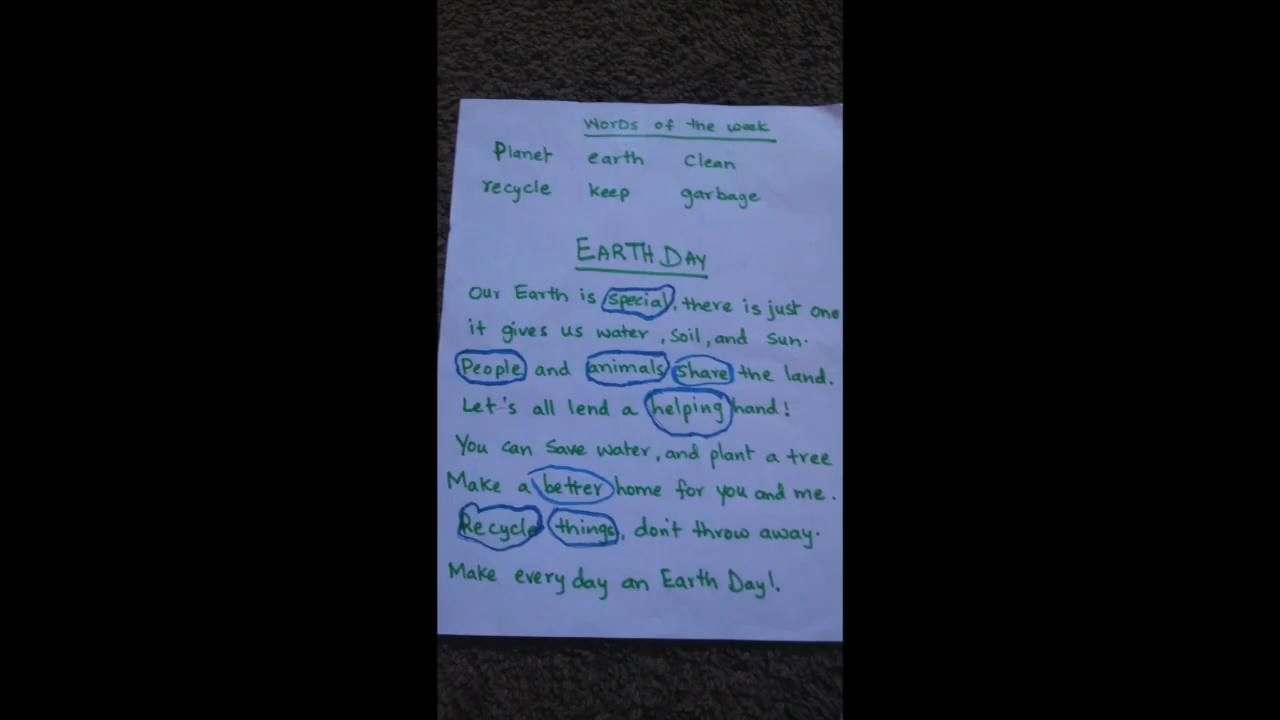 Words of the week
Planet earth Clean
recycle keep garbage
EARTH DAY
Our Earth is special, there is just one
it gives us water, soil, and sun.
People and animals share the land.
Let's all lend a helping hand!
You can save water, and plant a tree
Make a better home for you and me.
Recycle things, don't throw away.
Make every day an Earth Day!.